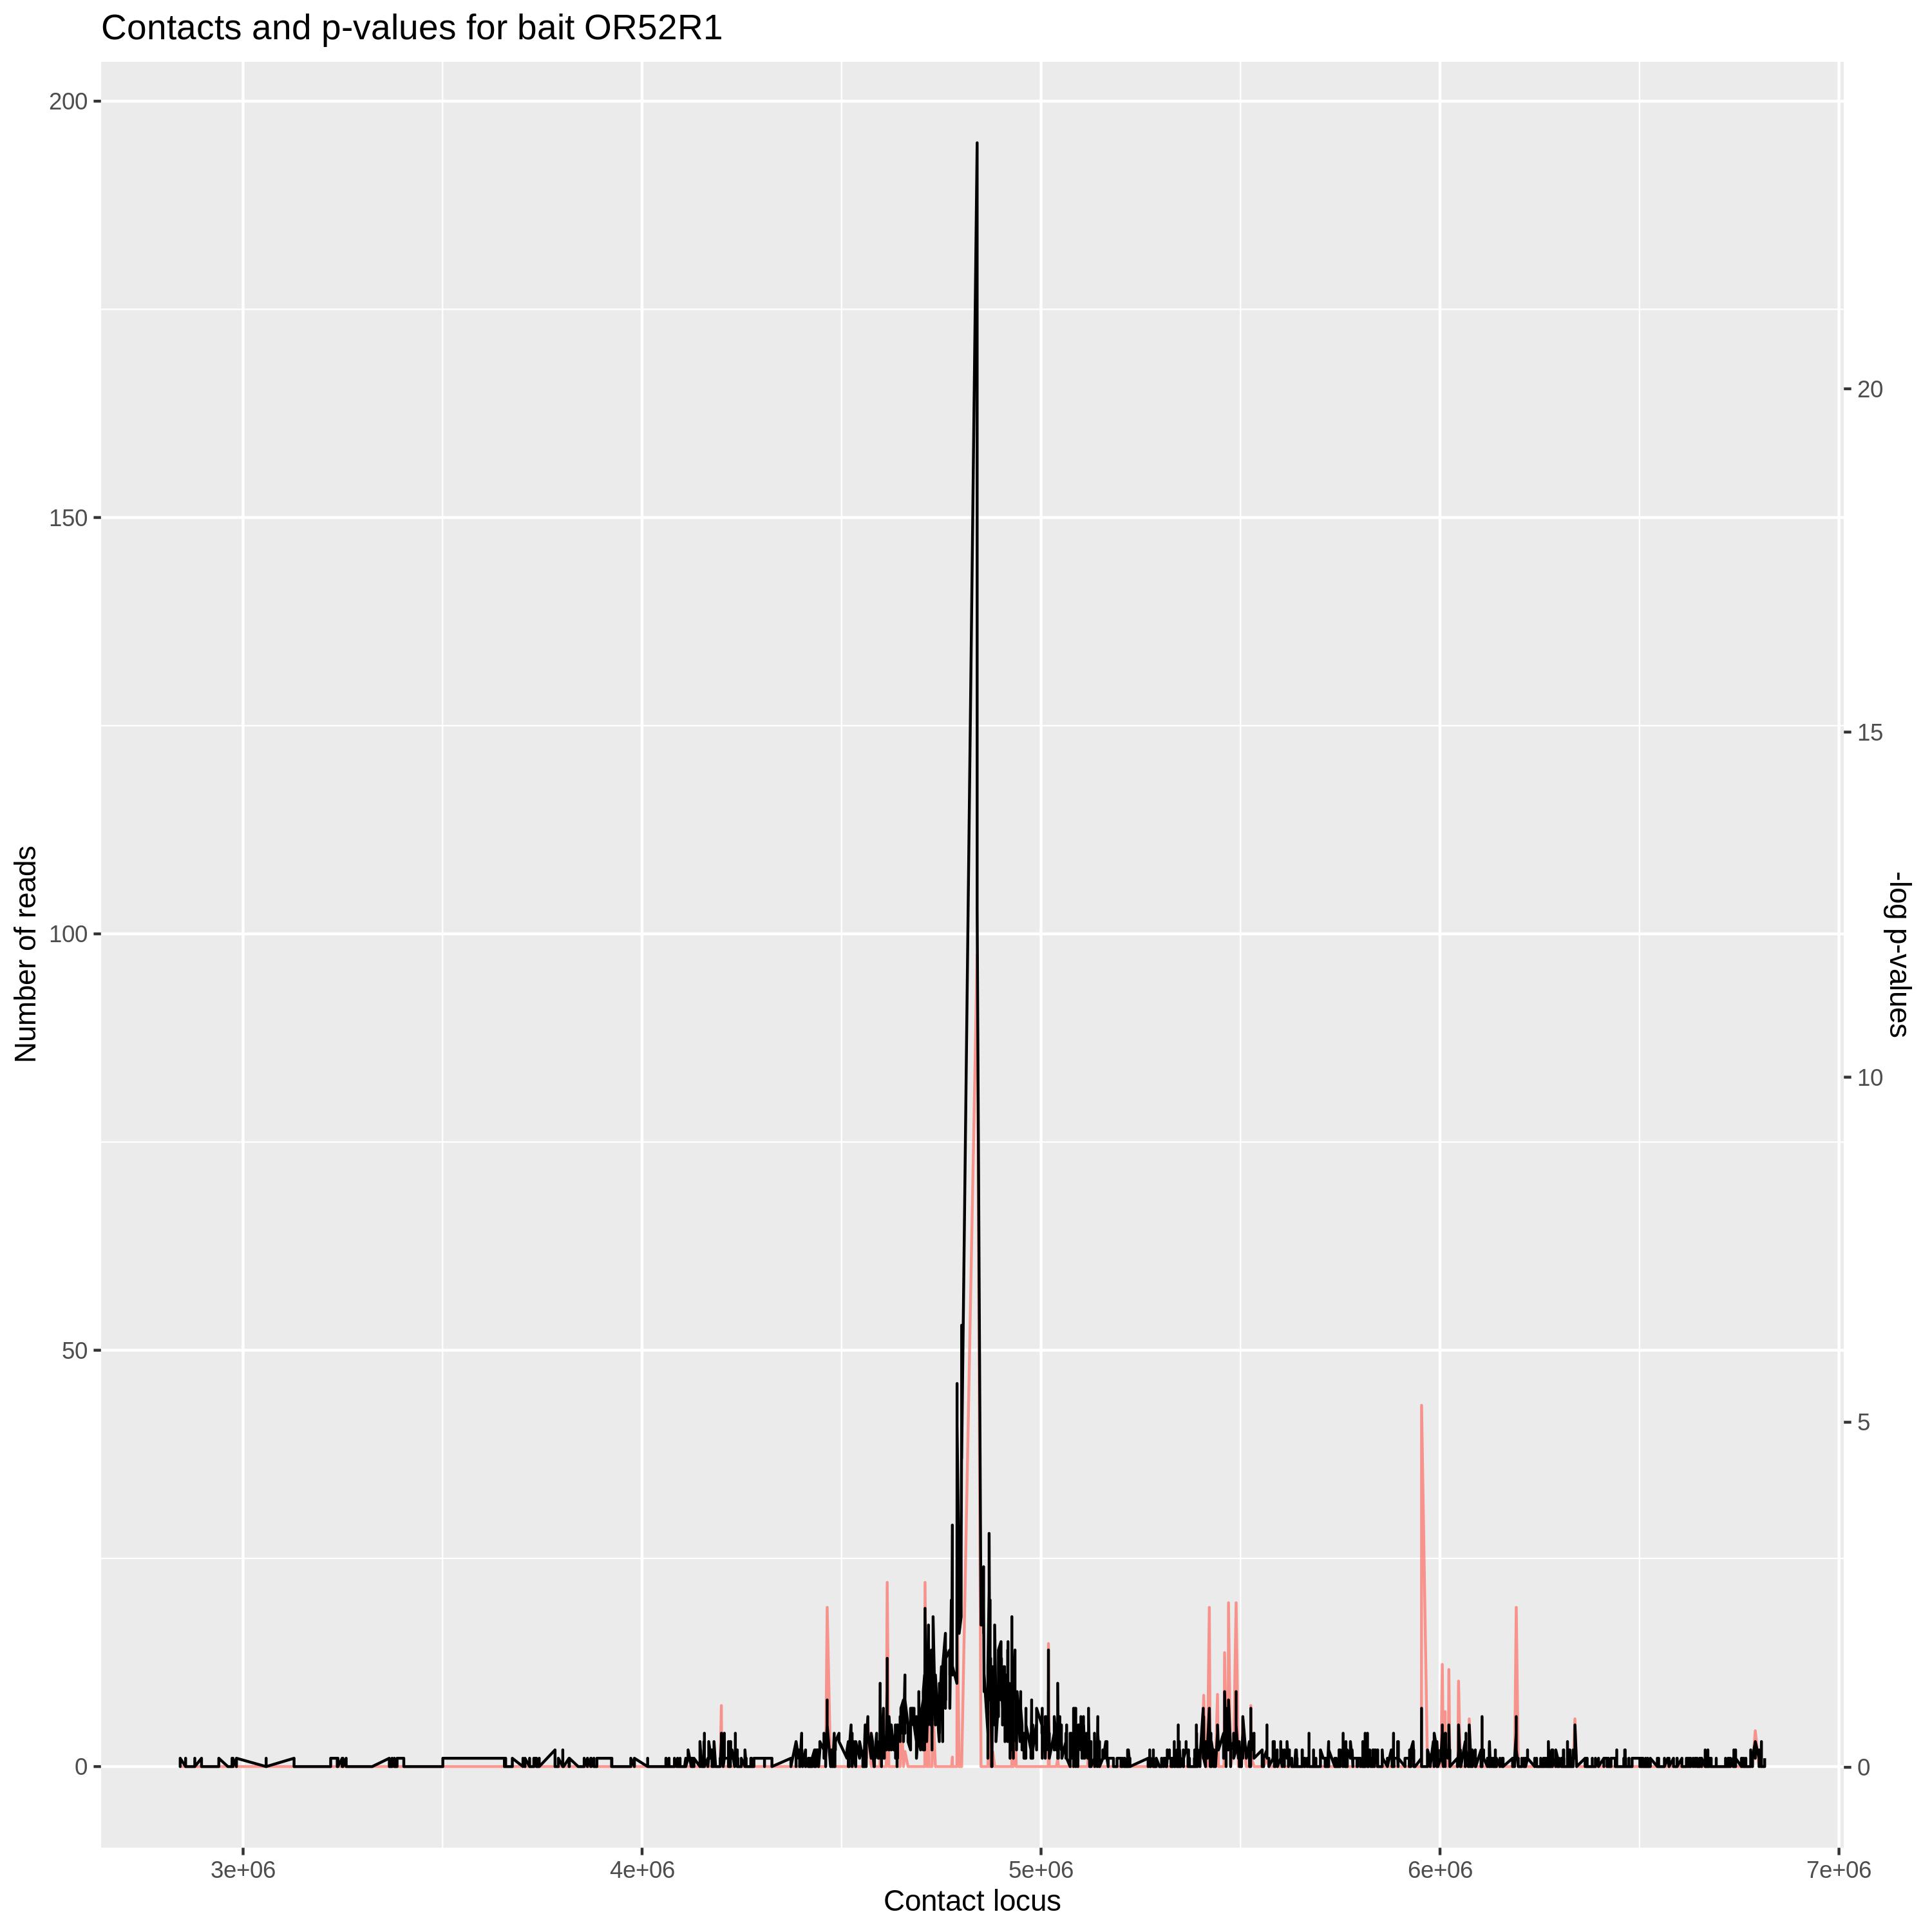 Contacts and p-values for bait OR52R1
200
150
100
50
0
Number of reads
20
15
10
5
0
-log p-values
3e+06
4e+06
5e+06
6e+06
7e+06
Contact locus